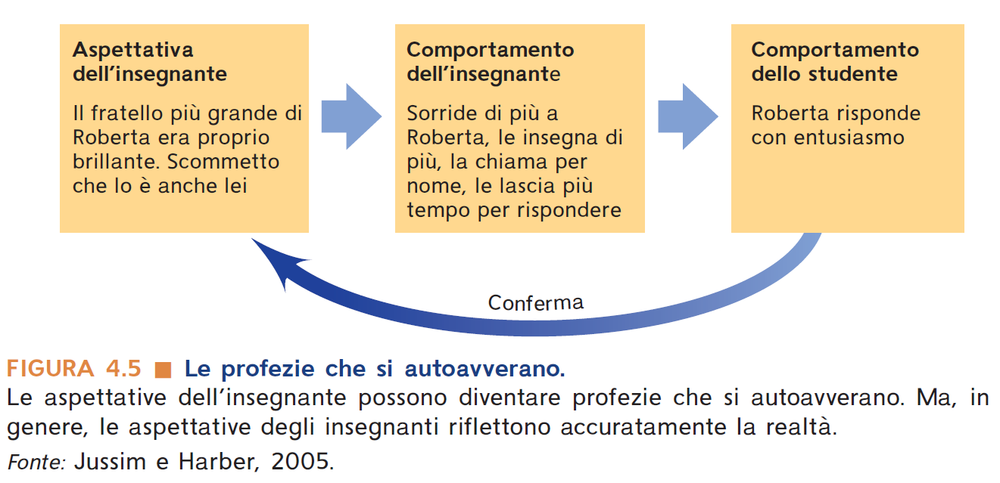 Aspettativa
dell'insegnante
Il fratello più grande di
Roberta era proprio
brillante. Scommetto
che lo è anche lei
Comportamento
dell'insegnante
Sorride di più a
Roberta, le insegna di
più, la chiama per
nome, le lascia più
tempo per rispondere
Comportamento
dello studente
Roberta risponde
con entusiasmo
Conferma
FIGURA 4.5 ■ Le profezie che si autoavverano.
Le aspettative dell'insegnante possono diventare profezie che si autoavverano. Ma, in
genere, le aspettative degli insegnanti riflettono accuratamente la realtà.
Fonte: Jussim e Harber, 2005.